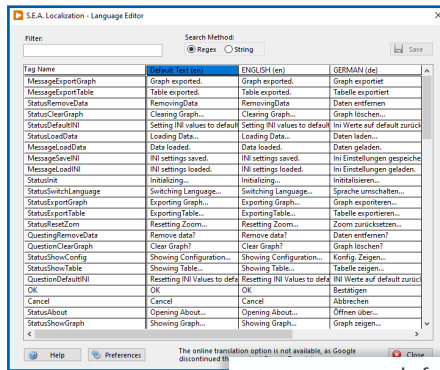 S.E.A. Localization - Language Editor
Filter:
Search Method:
Regex String
Save
Tag Name Default Text (en) ENGLISH (en) GERMAN (de)
MessageExportGraph Graph exported. Graph exported. Graph exportiet
MessageExportTable Table exported. Table exported. Tabelle exportiert
StatusRemoveData RemovingData RemovingData Daten entfernen
StatusClearGraph Clearing Graph... Clearing Graph... Graph löschen...
StatusDefaultINI Setting INI values to default Setting INI values to default Ini Werte auf default zurück
StatusLoadData Loading Data... Loading Data... Daten laden...
MessageLoadData Data loaded. Data loaded. Daten geladen.
MessageSaveINI INI settings saved. INI settings saved. Ini Einstellungen gespeiche
MessageLoadINI INI settings loaded. INI settings loaded. Ini Einstellungen geladen.
StatusInit Initializing... Initializing... Inititalisieren...
StatusSwitchLanguage Switching Language... Switching Language... Sprache umschalten...
StatusExportGraph Exporting Graph... Exporting Graph... Graph exporiteren...
StatusExportTable ExportingTable... ExportingTable... Tabelle exportieren...
StatusResetZom Resetting Zoom... Resetting Zoom... Zoom zurücksetzen...
QuestingRemoveData Remove data? Remove data? Daten entfernen?
QuestionClearGraph Clear Graph? Clear Graph? Graph löschen?
StatusShowConfig Showing Configuration... Showing Configuration... Konfig. Zeigen...
StatusShowTable Showing Table... Showing Table... Tabelle zeigen...
QuestionDefaultINI Resetting INI Values to defa Resetting INI Values to defa INI Werte auf default zurück
OK OK OK Bestätigen
Cancel Cancel Cancel Abbrechen
StatusAbout Opening About... Opening About... Öffnen über...
StatusShowGraph Showing Graph... Showing Graph... Graph zeigen...
Help Preferences
The online translation option is not available, as Google
discontinued
Close